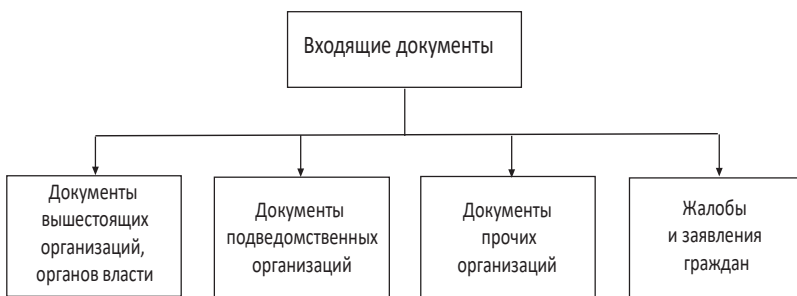 Входящие документы
Документы
вышестоящих
организаций,
органов власти
Документы
подведомственных
организаций
Документы
прочих
организаций
Жалобы
и заявления
граждан